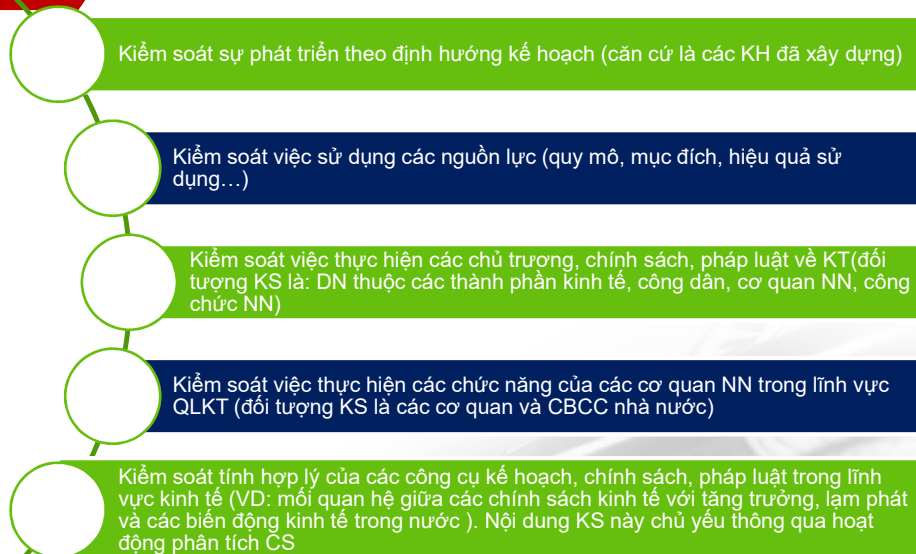 Kiểm soát sự phát triển theo định hướng kế hoạch (căn cứ là các KH đã xây dựng)
Kiểm soát việc sử dụng các nguồn lực (quy mô, mục đích, hiệu quả sử
dụng…)
Kiểm soát việc thực hiện các chủ trương, chính sách, pháp luật về KT(đối
tượng KS là: DN thuộc các thành phần kinh tế, công dân, cơ quan NN, công
chức NN)
Kiểm soát việc thực hiện các chức năng của các cơ quan NN trong lĩnh vực
QLKT (đối tượng KS là các cơ quan và CBCC nhà nước)
Kiểm soát tính hợp lý của các công cụ kế hoạch, chính sách, pháp luật trong lĩnh
vực kinh tế (VD: mối quan hệ giữa các chính sách kinh tế với tăng trưởng, lạm phát
và các biến động kinh tế trong nước ). Nội dung KS này chủ yếu thông qua hoạt
động phân tích CS